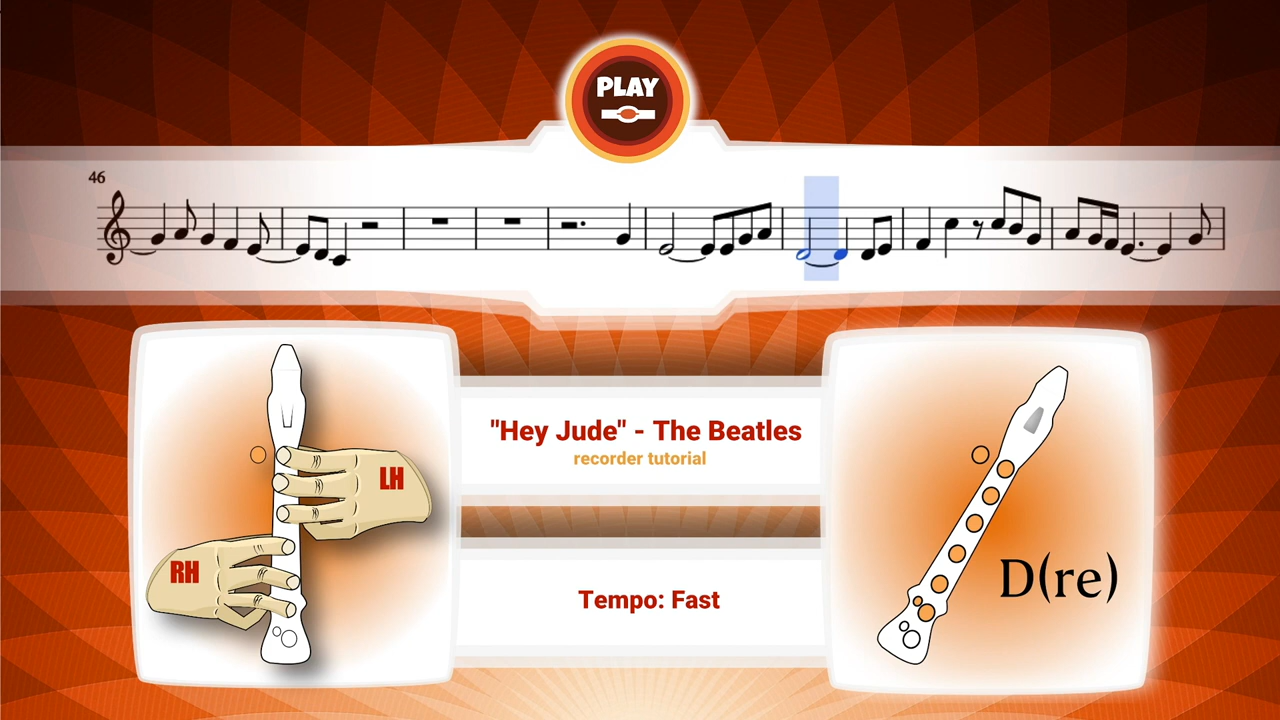 PLAY
46
LH
RH
"Hey Jude" - The Beatles
recorder tutorial
Tempo: Fast
D(re)